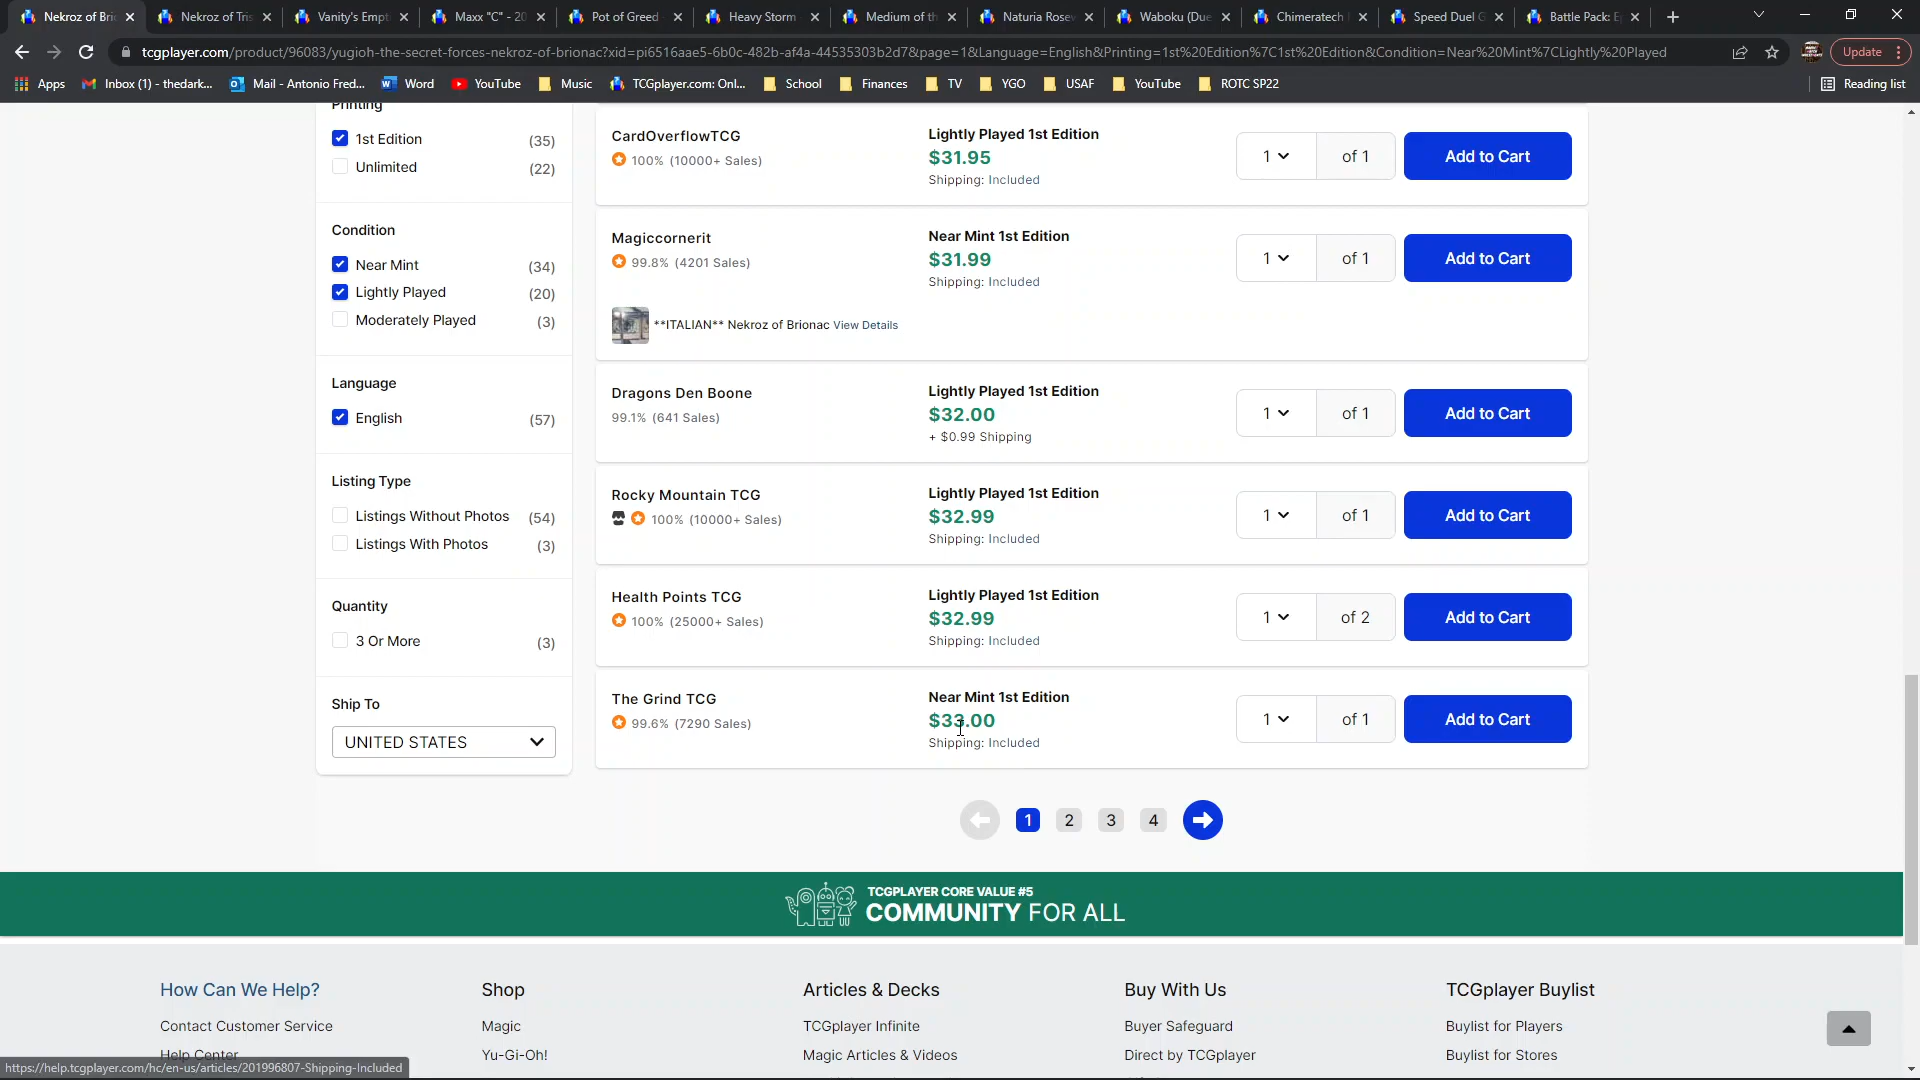 Nekroz of Bri
Nekroz of Tris
Vanity's Empt
Maxx "C" - 20
Pot of Greed
Heavy Storm
Medium of th
Naturia Rosew
Waboku (Due
Chimeratech
Speed Duel G
Battle Pack: E
tcgplayer.com/product/96083/yugioh-the-secret-forces-nekroz-of-brionac?xid=pi6516aae5-6b0c-482b-af4a-44535303b2d7&page=1&Language=English&Printing=1st%20Edition%7C1st%20Edition&Condition=Near%20Mint%7CLightly%20Played
Update
Apps
Inbox (1) - thedark...
Mail - Antonio Fred...
Word
YouTube
Music
TCGplayer.com: Onl...
School
Finances
TV
YGO
USAF
YouTube
ROTC SP22
Reading list
Printing
1st Edition (35)
Unlimited (22)
Condition
Near Mint (34)
Lightly Played (20)
Moderately Played (3)
Language
English (57)
Listing Type
Listings Without Photos (54)
Listings With Photos (3)
Quantity
3 Or More (3)
Ship To
UNITED STATES
CardOverflowTCG
100% (10000+ Sales)
Lightly Played 1st Edition
$31.95
Shipping: Included
1 of 1
Add to Cart
Magiccornerit
99.8% (4201 Sales)
Near Mint 1st Edition
$31.99
Shipping: Included
1 of 1
Add to Cart
**ITALIAN** Nekroz of Brionac View Details
Dragons Den Boone
99.1% (641 Sales)
Lightly Played 1st Edition
$32.00
+ $0.99 Shipping
1 of 1
Add to Cart
Rocky Mountain TCG
100% (10000+ Sales)
Lightly Played 1st Edition
$32.99
Shipping: Included
1 of 1
Add to Cart
Health Points TCG
100% (25000+ Sales)
Lightly Played 1st Edition
$32.99
Shipping: Included
1 of 2
Add to Cart
The Grind TCG
99.6% (7290 Sales)
Near Mint 1st Edition
$33.00
Shipping: Included
1 of 1
Add to Cart
1 2 3 4
TCGPLAYER CORE VALUE #5
COMMUNITY FOR ALL
How Can We Help?
Contact Customer Service
Help Center
Shop
Magic
Yu-Gi-Oh!
Articles & Decks
TCGplayer Infinite
Magic Articles & Videos
Buy With Us
Buyer Safeguard
Direct by TCGplayer
TCGplayer Buylist
Buylist for Players
Buylist for Stores
https://help.tcgplayer.com/hc/en-us/articles/201996807-Shipping-Included